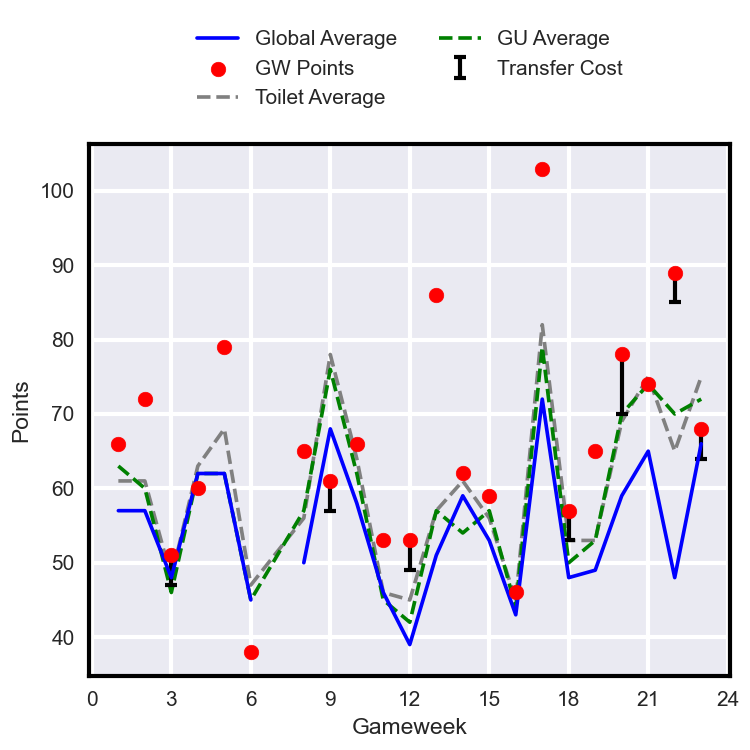 Global Average
GW Points
Toilet Average
GU Average
Transfer Cost
100
90
80
70
60
50
40
Points
0 3 6 9 12 15 18 21 24
Gameweek